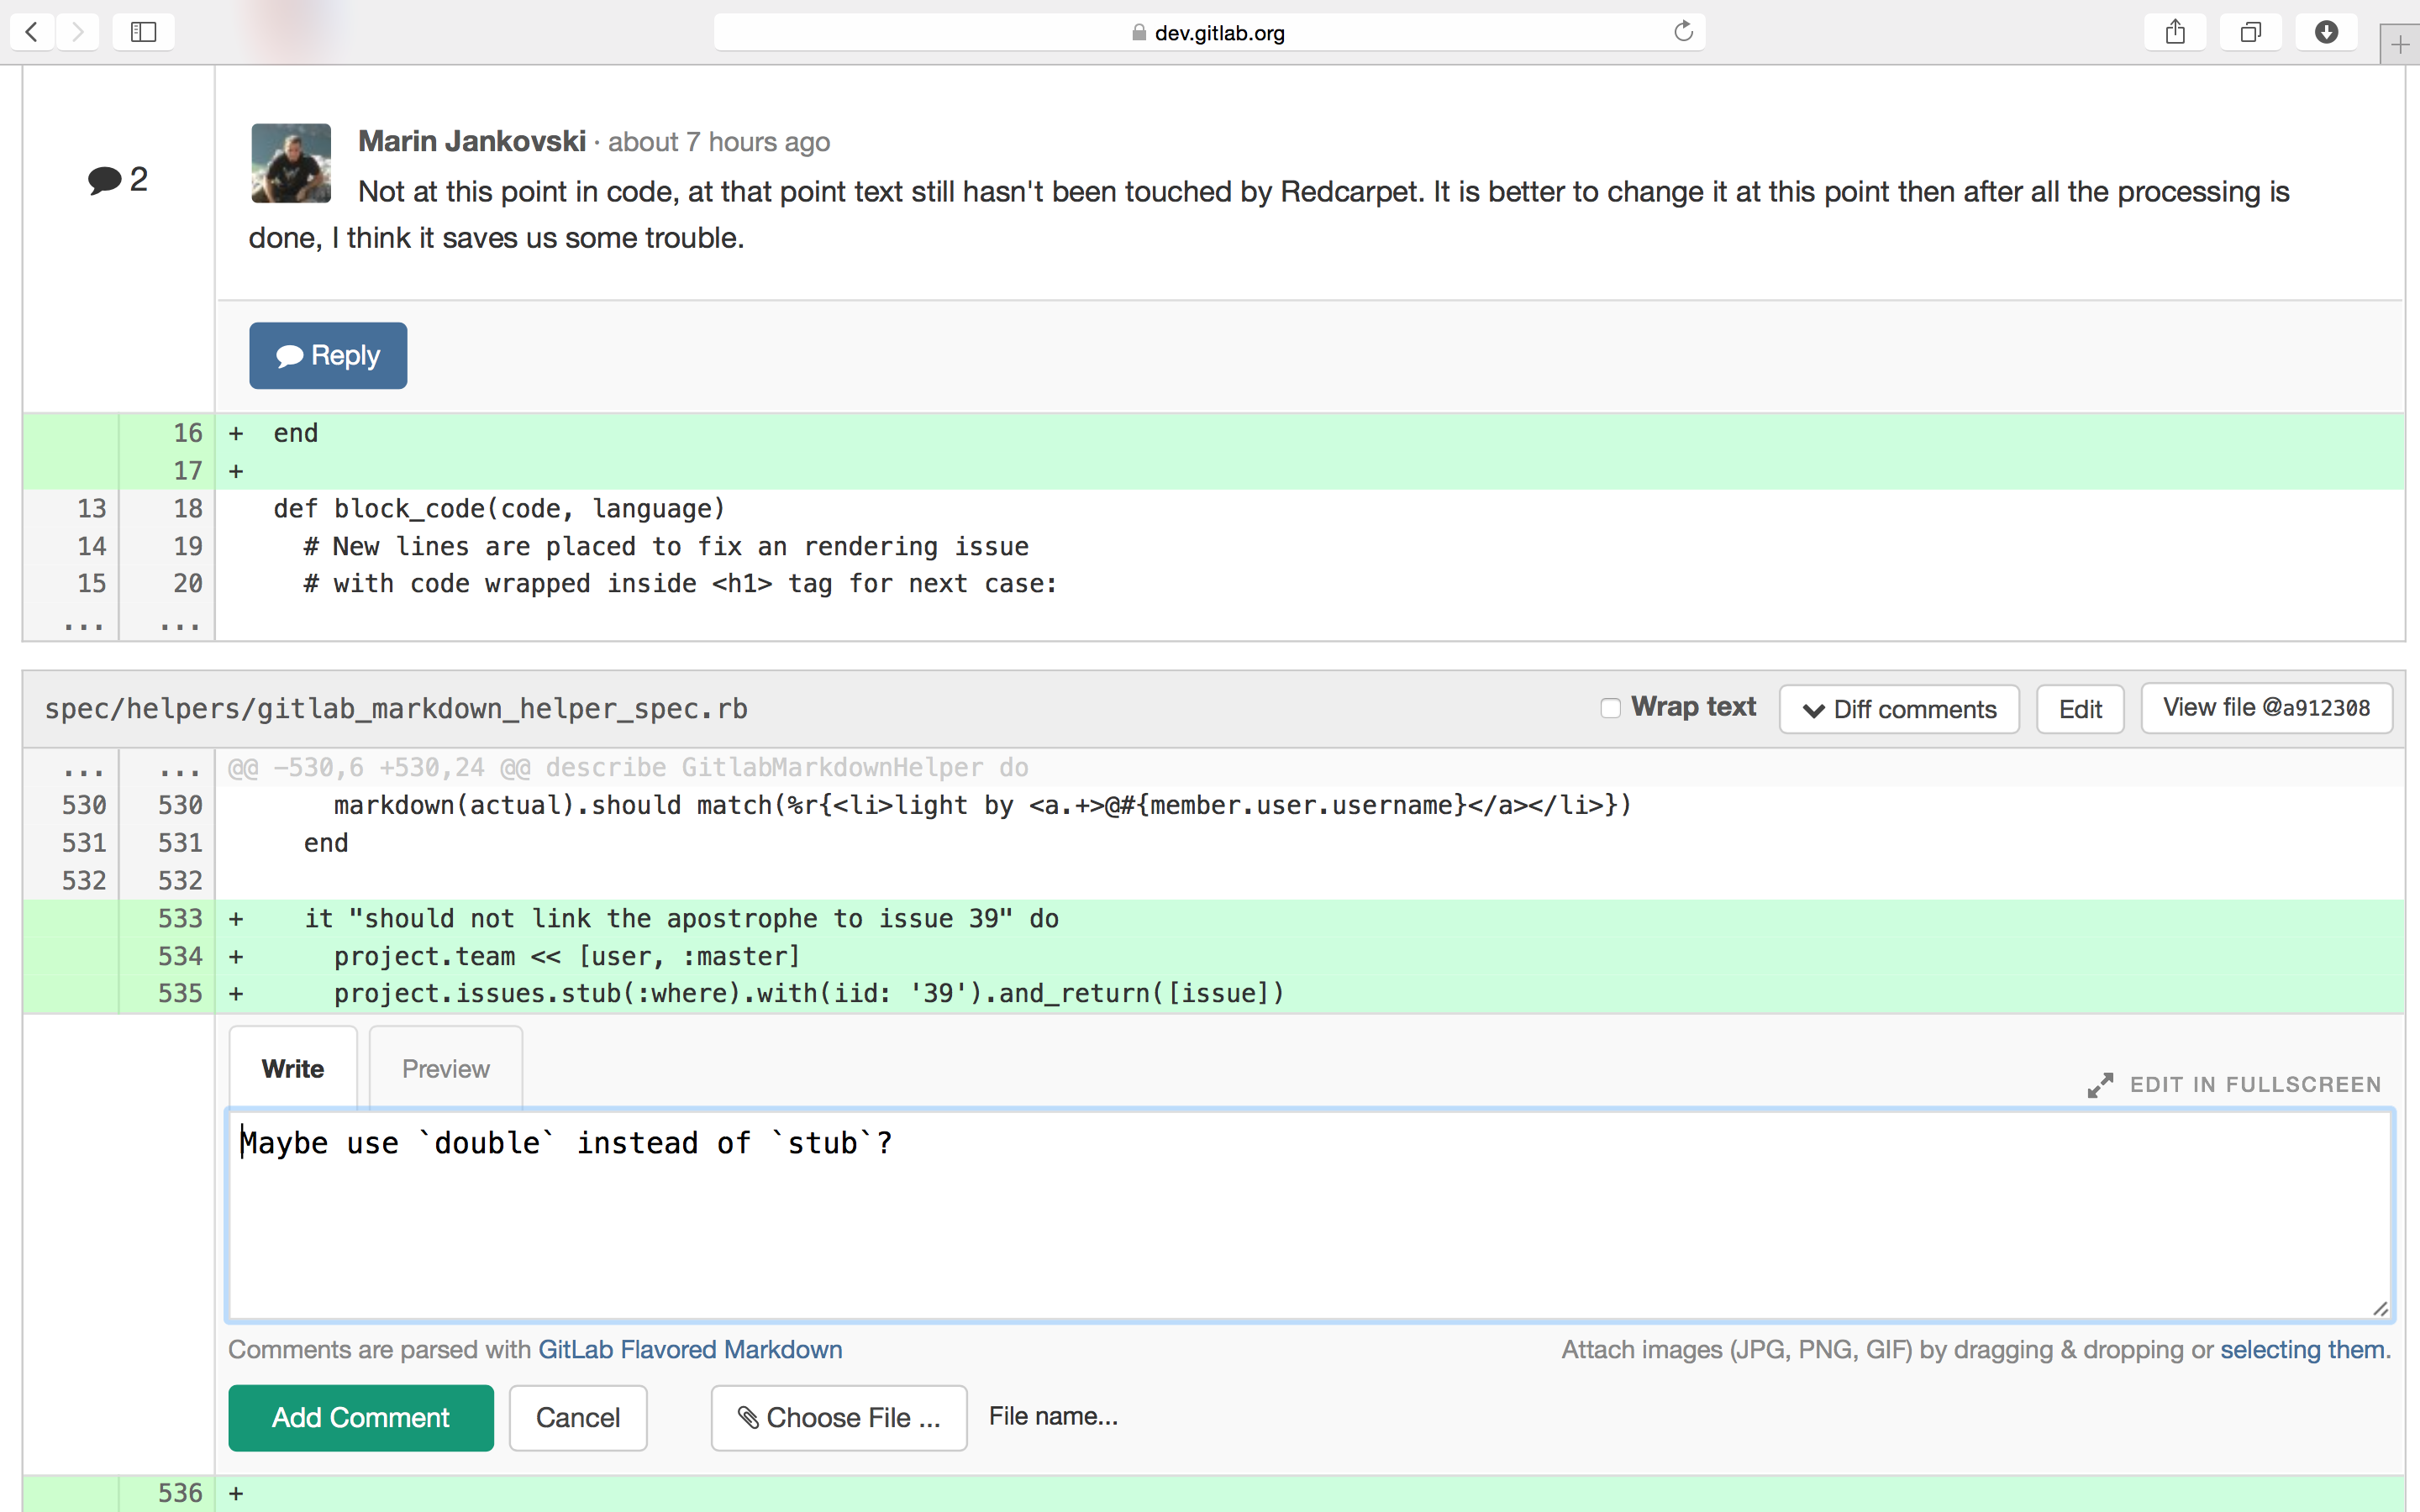 dev.gitlab.org
2
Marin Jankovski · about 7 hours ago
Not at this point in code, at that point text still hasn't been touched by Redcarpet. It is better to change it at this point then after all the processing is
done, I think it saves us some trouble.
Reply
16 + end
17 +
13 18 def block_code(code, language)
14 19 # New lines are placed to fix an rendering issue
15 20 # with code wrapped inside <h1> tag for next case:
... ...
spec/helpers/gitlab_markdown_helper_spec.rb Wrap text Diff comments Edit View file @a912308
... ... @@ -530,6 +530,24 @@ describe GitlabMarkdownHelper do
530 530 markdown(actual).should match(%r{<li>light by <a.+>@#{member.user.username}</a></li>})
531 531 end
532 532
533 + it "should not link the apostrophe to issue 39" do
534 + project.team << [user, :master]
535 + project.issues.stub(:where).with(iid: '39').and_return([issue])
Write Preview EDIT IN FULLSCREEN
Maybe use `double` instead of `stub`?
Comments are parsed with GitLab Flavored Markdown Attach images (JPG, PNG, GIF) by dragging & dropping or selecting them.
Add Comment Cancel Choose File ... File name...
536 +